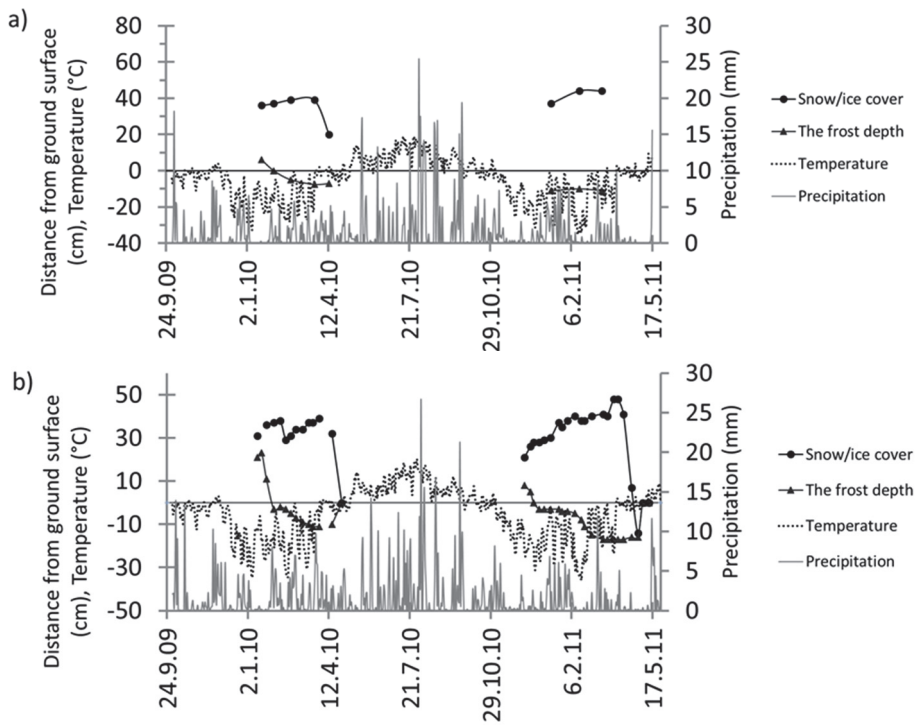 a)
Distance from ground surface
(cm), Temperature (°C)
80
60
40
20
0
-20
-40
30
25
20
15
10
5
0
Precipitation (mm)
24.9.09
2.1.10
12.4.10
21.7.10
29.10.10
6.2.11
17.5.11
Snow/ice cover
The frost depth
Temperature
Precipitation
b)
Distance from ground surface
(cm), Temperature (°C)
50
30
10
-10
-30
-50
30
25
20
15
10
5
0
Precipitation (mm)
24.9.09
2.1.10
12.4.10
21.7.10
29.10.10
6.2.11
17.5.11
Snow/ice cover
The frost depth
Temperature
Precipitation